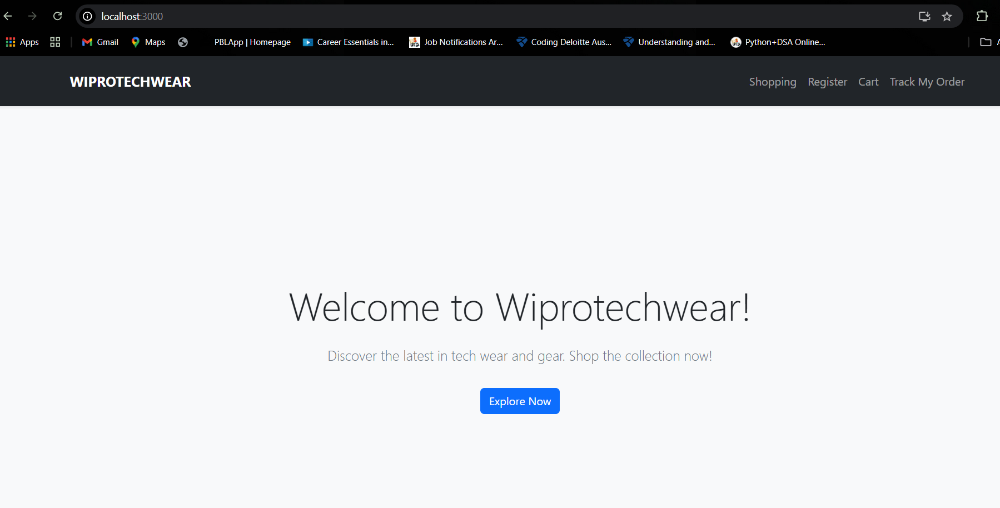 localhost:3000
Apps Gmail Maps PBLApp | Homepage Career Essentials in... Job Notifications Ar... Coding Deloitte Aus... Understanding and... Python+DSA Online...
WIPROTECHWEAR Shopping Register Cart Track My Order
Welcome to Wiprotechwear!
Discover the latest in tech wear and gear. Shop the collection now!
Explore Now